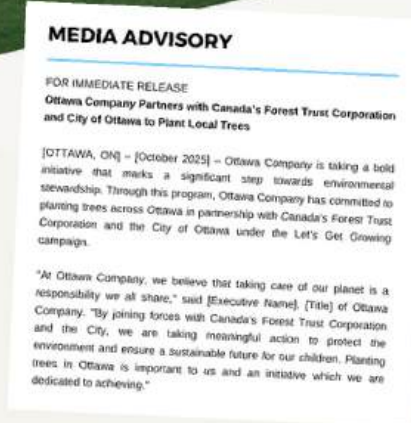 MEDIA ADVISORY
FOR IMMEDIATE RELEASE
Ottawa Company Partners with Canada's Forest Trust Corporation
and City of Ottawa to Plant Local Trees
[OTTAWA, ON] – [October 2025] – Ottawa Company is taking a bold
initiative that marks a significant step towards environmental
stewardship. Through this program, Ottawa Company has committed to
planting trees across Ottawa in partnership with Canada's Forest Trust
Corporation and the City of Ottawa under the Let's Get Growing
campaign.
"At Ottawa Company, we believe that taking care of our planet is a
responsibility we all share," said [Executive Name], [Title] of Ottawa
Company. "By joining forces with Canada's Forest Trust Corporation
and the City, we are taking meaningful action to protect the
environment and ensure a sustainable future for our children. Planting
trees in Ottawa is important to us and an initiative which we are
dedicated to achieving."